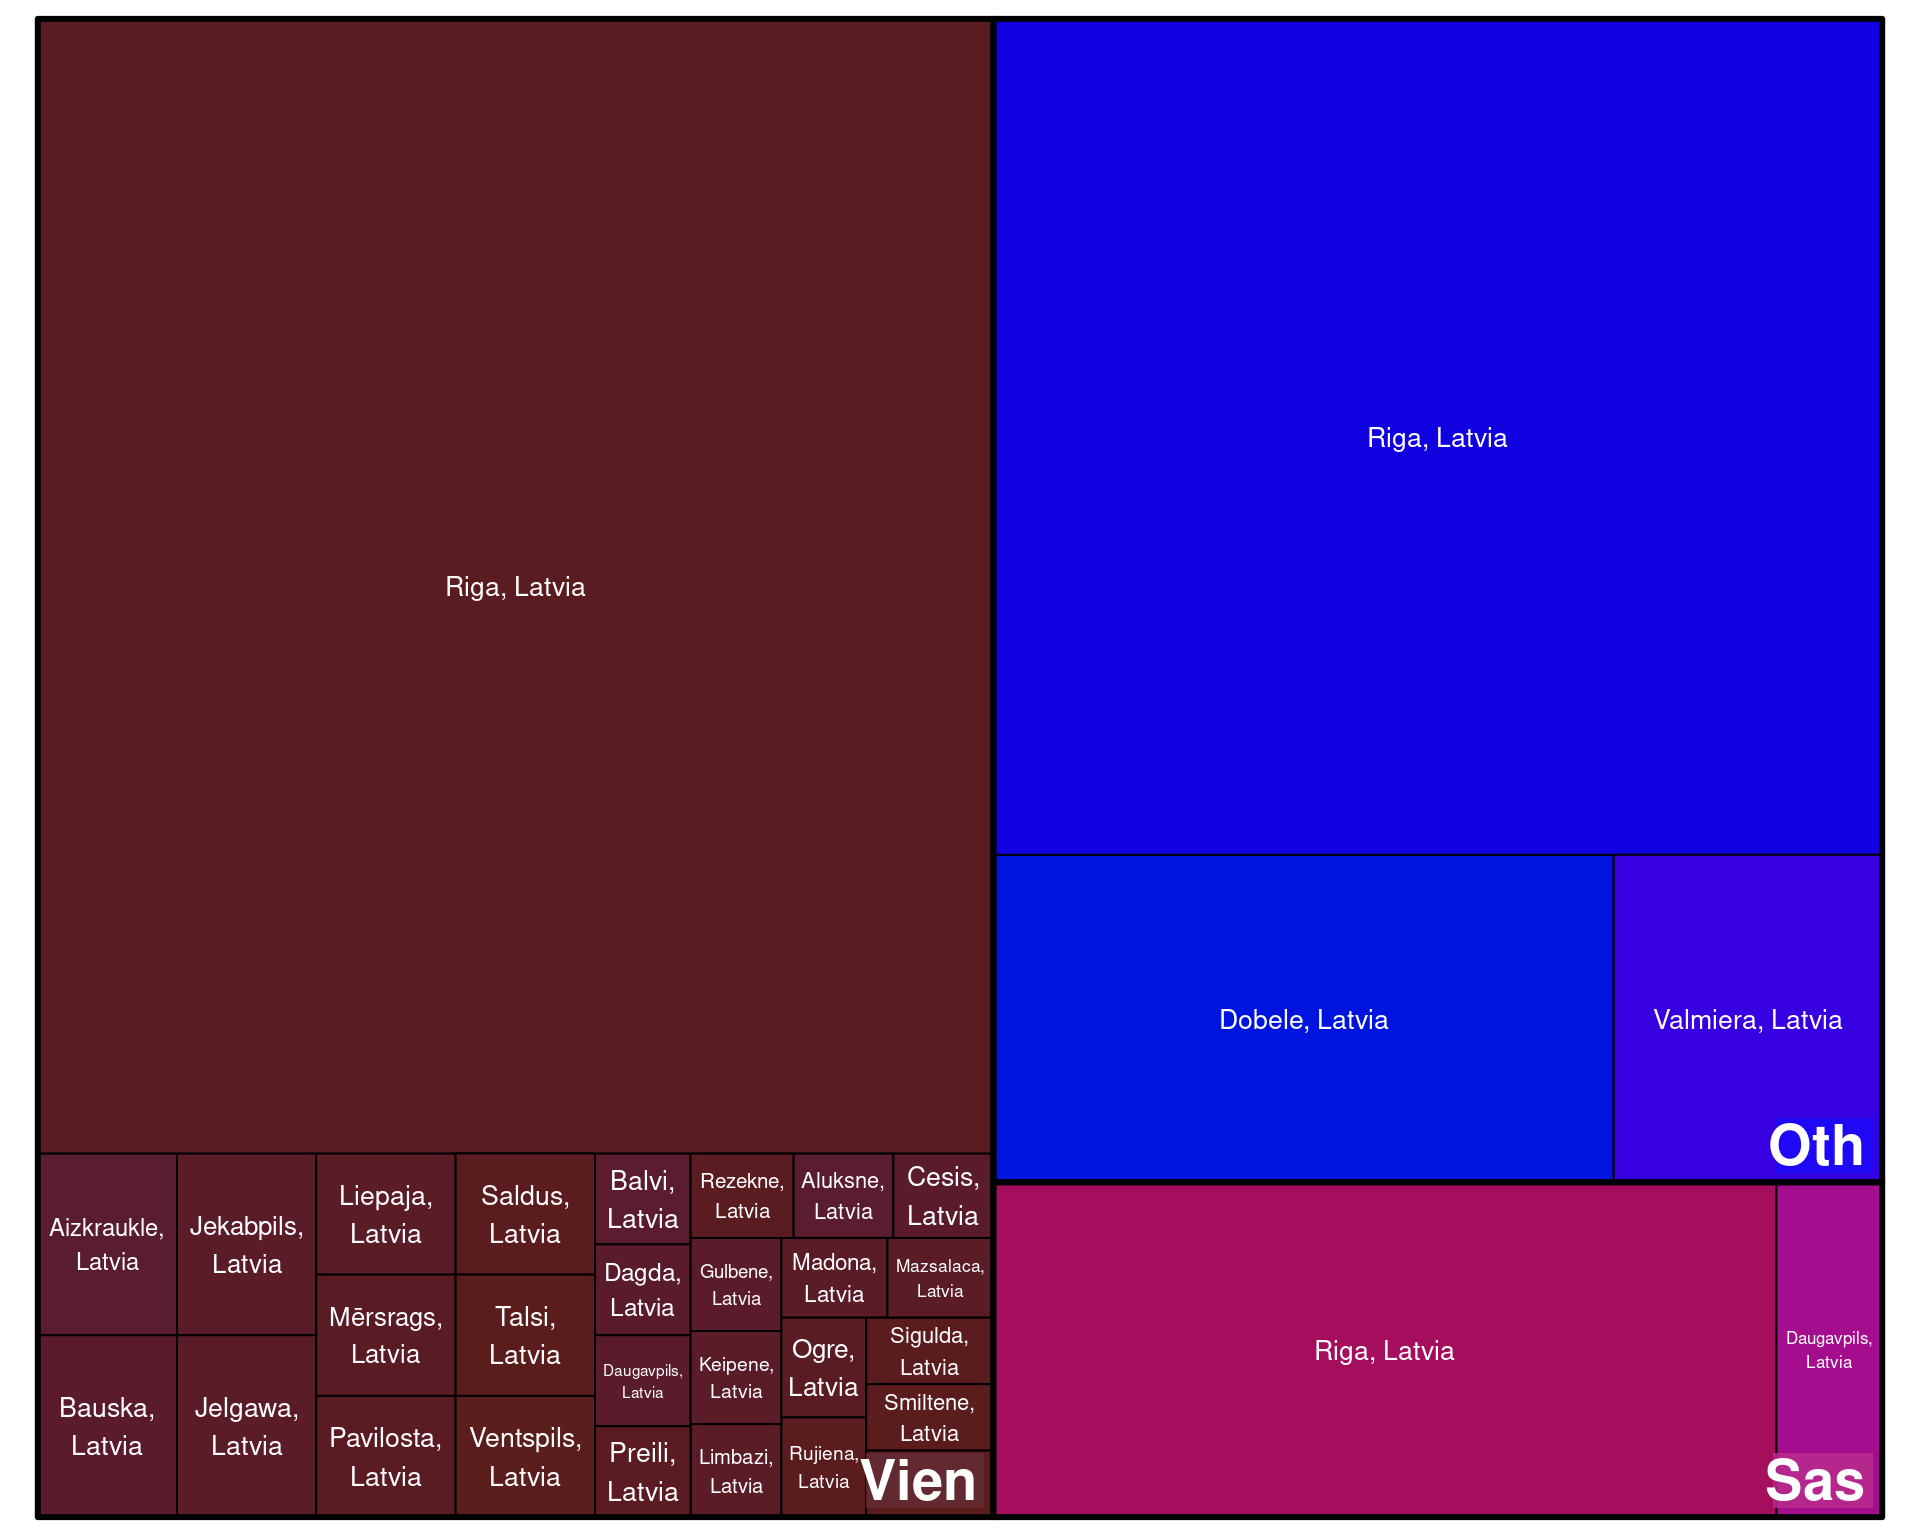 Riga, Latvia
Aizkraukle,
Latvia
Bauska,
Latvia
Jekabpils,
Latvia
Jelgawa,
Latvia
Liepaja,
Latvia
Mērsrags,
Latvia
Pavilosta,
Latvia
Saldus,
Latvia
Talsi,
Latvia
Ventspils,
Latvia
Balvi,
Latvia
Dagda,
Latvia
Daugavpils,
Latvia
Preili,
Latvia
Rezekne,
Latvia
Aluksne,
Latvia
Cesis,
Latvia
Gulbene,
Latvia
Keipene,
Latvia
Limbazi,
Latvia
Madona,
Latvia
Mazsalaca,
Latvia
Ogre,
Latvia
Rujiena,
Latvia
Sigulda,
Latvia
Smiltene,
Latvia
Vien
Riga, Latvia
Dobele, Latvia
Valmiera, Latvia
Oth
Riga, Latvia
Daugavpils,
Latvia
Sas